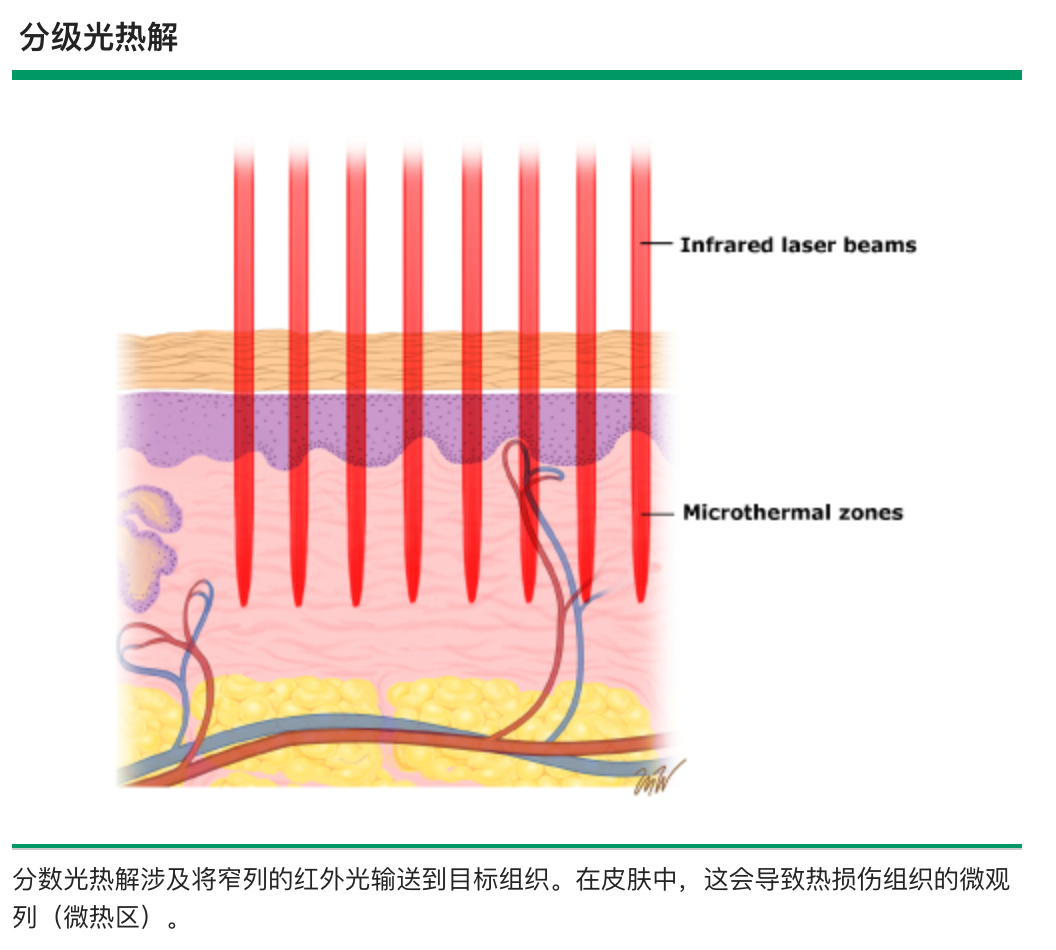 分级光热解
Infrared laser beams
Microthermal zones
分数光热解涉及将窄列的红外光输送到目标组织。在皮肤中，这会导致热损伤组织的微观
列（微热区）。